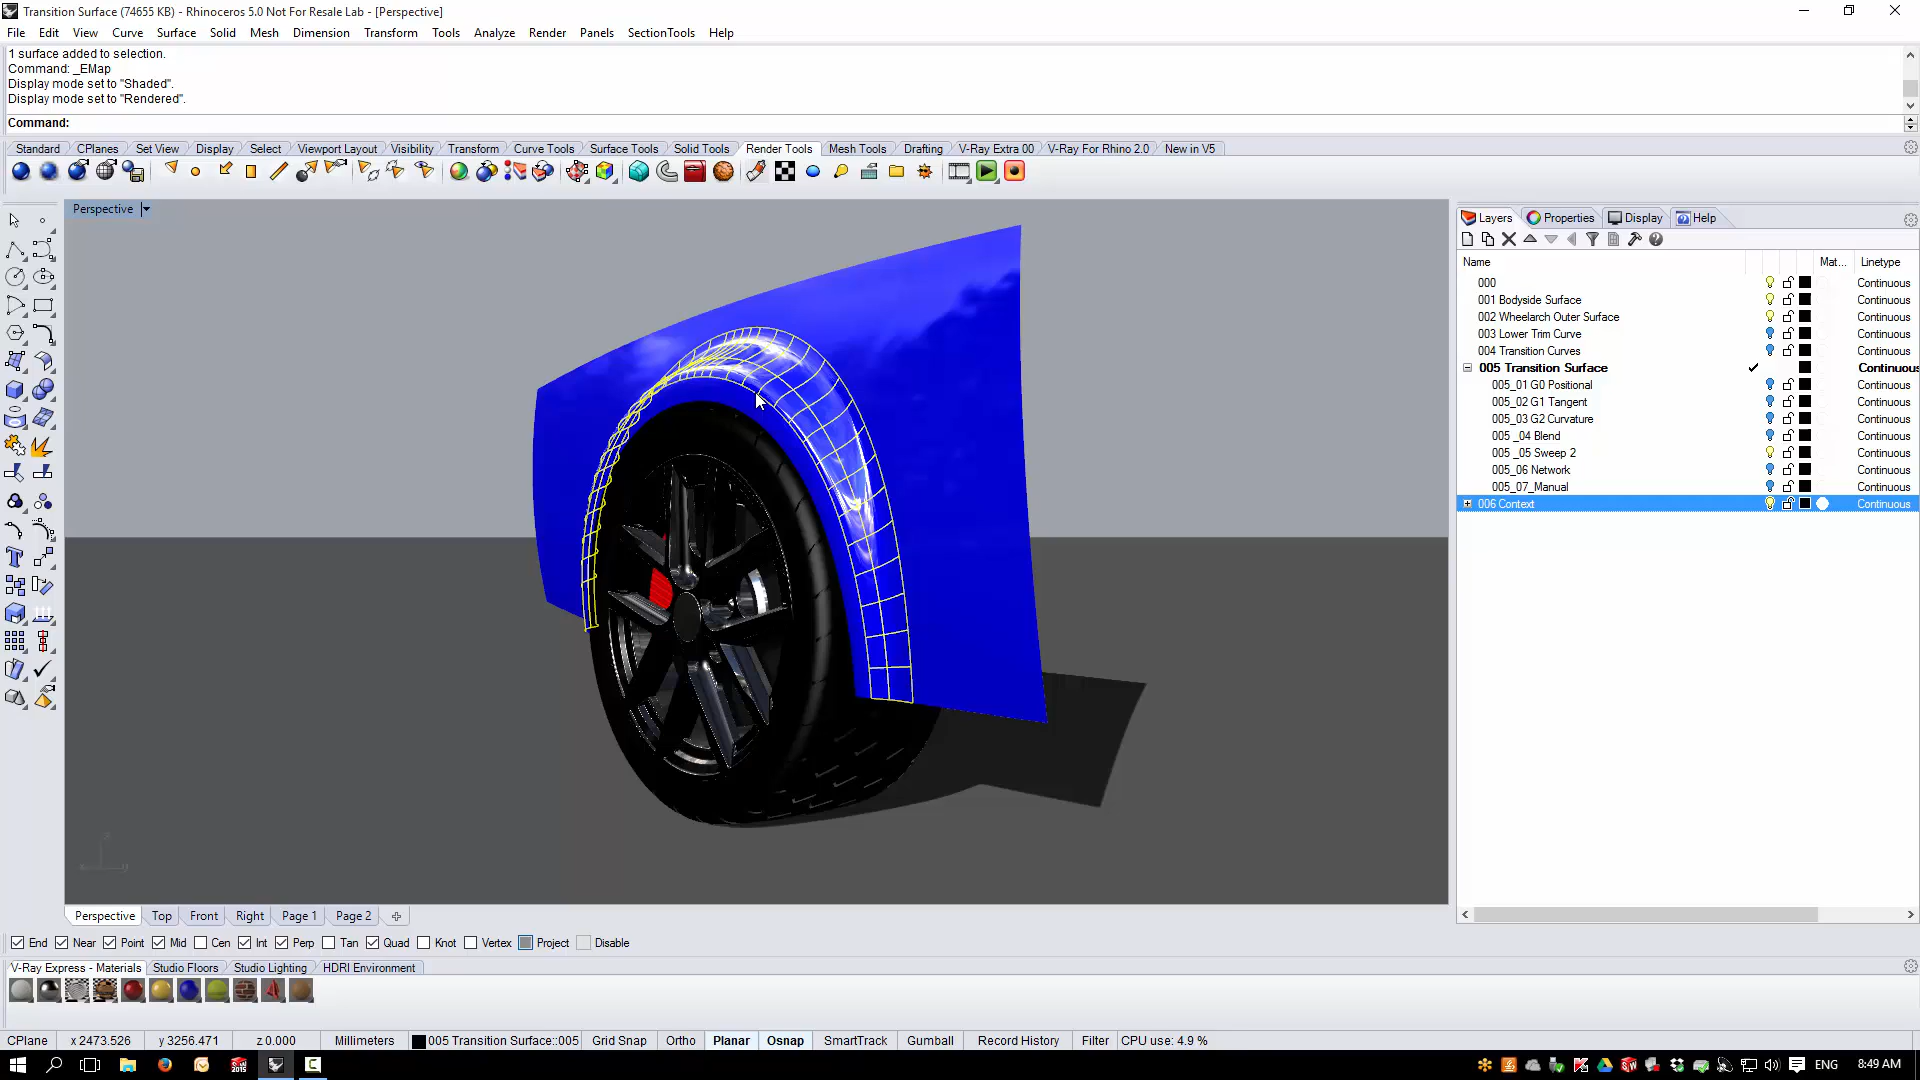 Transition Surface (74655 KB) - Rhinoceros 5.0 Not For Resale Lab - [Perspective]
File Edit View Curve Surface Solid Mesh Dimension Transform Tools Analyze Render Panels SectionTools Help
1 surface added to selection.
Command: _EMap
Display mode set to "Shaded".
Display mode set to "Rendered".
Command:
Standard CPlanes Set View Display Select Viewport Layout Visibility Transform Curve Tools Surface Tools Solid Tools Render Tools Mesh Tools Drafting V-Ray Extra 00 V-Ray For Rhino 2.0 New in V5
Perspective
Layers Properties Display Help
Name Mat... Linetype
000 Continuous
001 Bodyside Surface Continuous
002 Wheelarch Outer Surface Continuous
003 Lower Trim Curve Continuous
004 Transition Curves Continuous
005 Transition Surface Continuous
005_01 G0 Positional Continuous
005_02 G1 Tangent Continuous
005_03 G2 Curvature Continuous
005 _04 Blend Continuous
005 _05 Sweep 2 Continuous
005_06 Network Continuous
005_07_Manual Continuous
006 Context Continuous
Perspective Top Front Right Page 1 Page 2
End Near Point Mid Cen Int Perp Tan Quad Knot Vertex Project Disable
V-Ray Express - Materials Studio Floors Studio Lighting HDRI Environment
CPlane x 2473.526 y 3256.471 z 0.000 Millimeters 005 Transition Surface::005 Grid Snap Ortho Planar Osnap SmartTrack Gumball Record History Filter CPU use: 4.9 %
ENG 8:49 AM